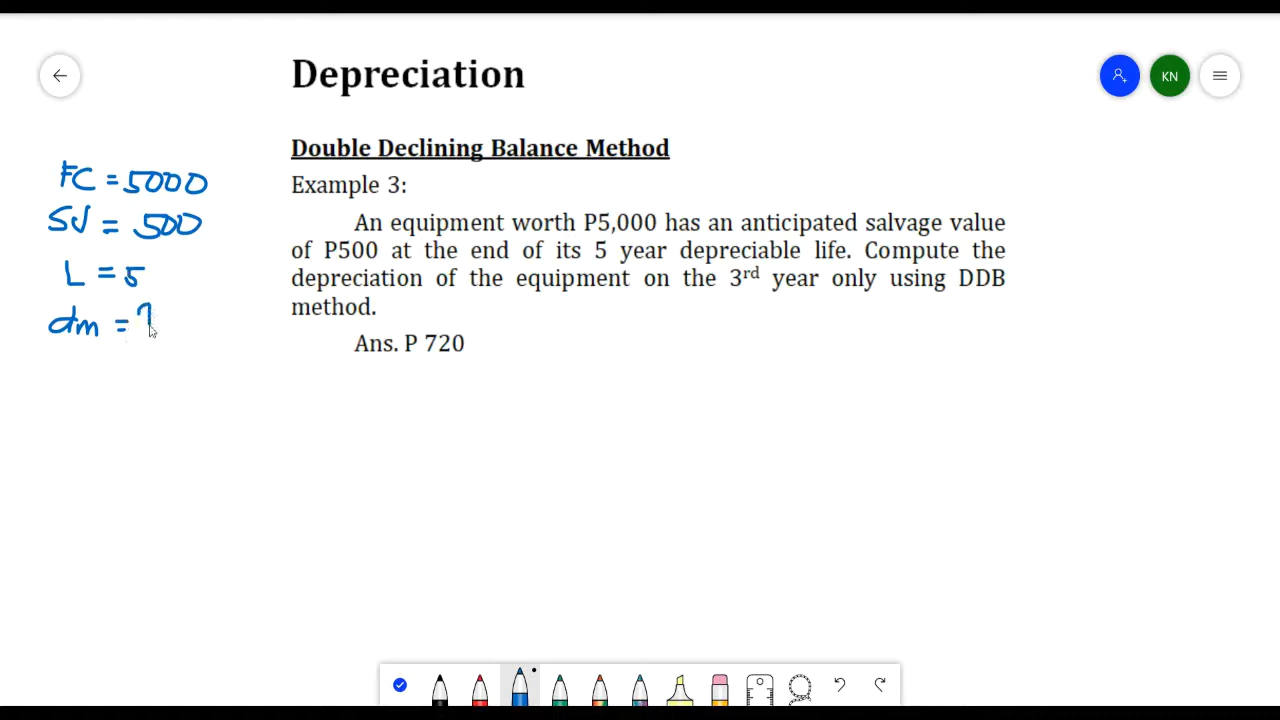 Depreciation
KN
Double Declining Balance Method
Example 3:
An equipment worth P5,000 has an anticipated salvage value
of P500 at the end of its 5 year depreciable life. Compute the
depreciation of the equipment on the 3rd year only using DDB
method.
Ans. P 720
FC = 5000
SV = 500
L = 5
dm = ?